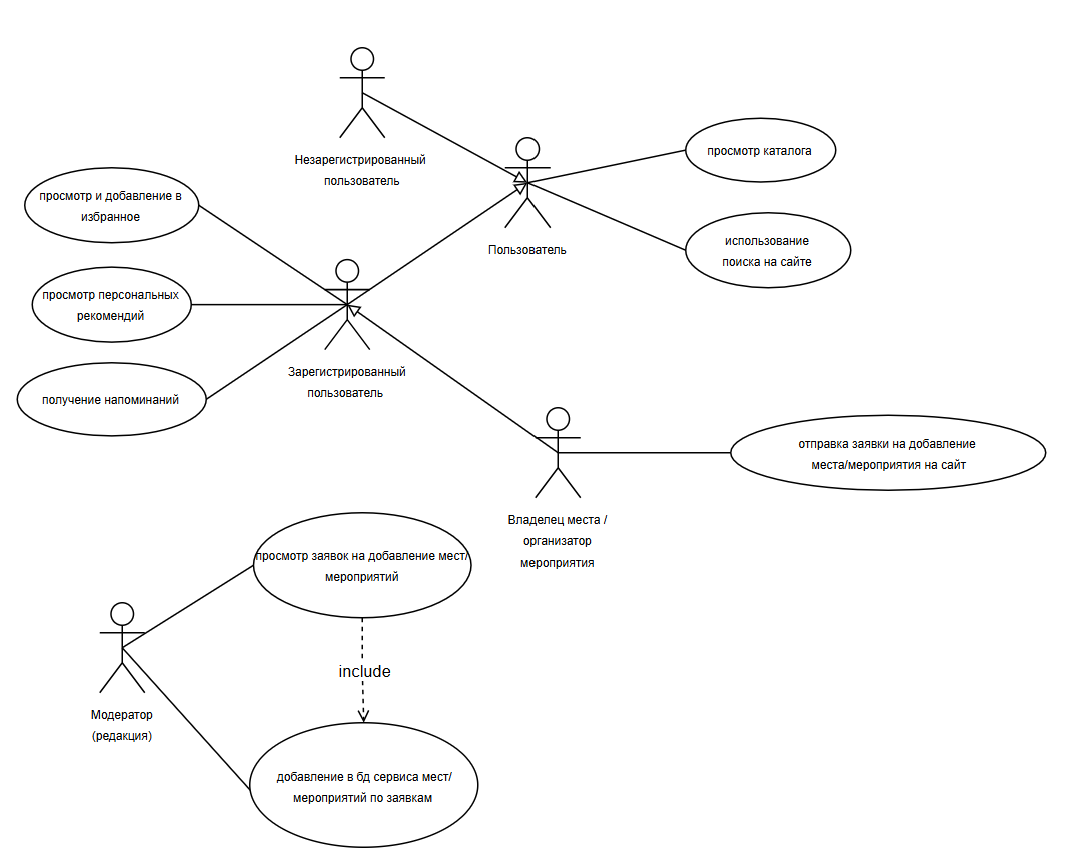 Незарегистрированный
пользователь
просмотр каталога
просмотр и добавление в
избранное
Пользователь
использование
поиска на сайте
просмотр персональных
рекомендий
Зарегистрированный
пользователь
получение напоминаний
отправка заявки на добавление
места/мероприятия на сайт
Владелец места /
организатор
мероприятия
просмотр заявок на добавление мест/
мероприятий
include
Модератор
(редакция)
добавление в бд сервиса мест/
мероприятий по заявкам